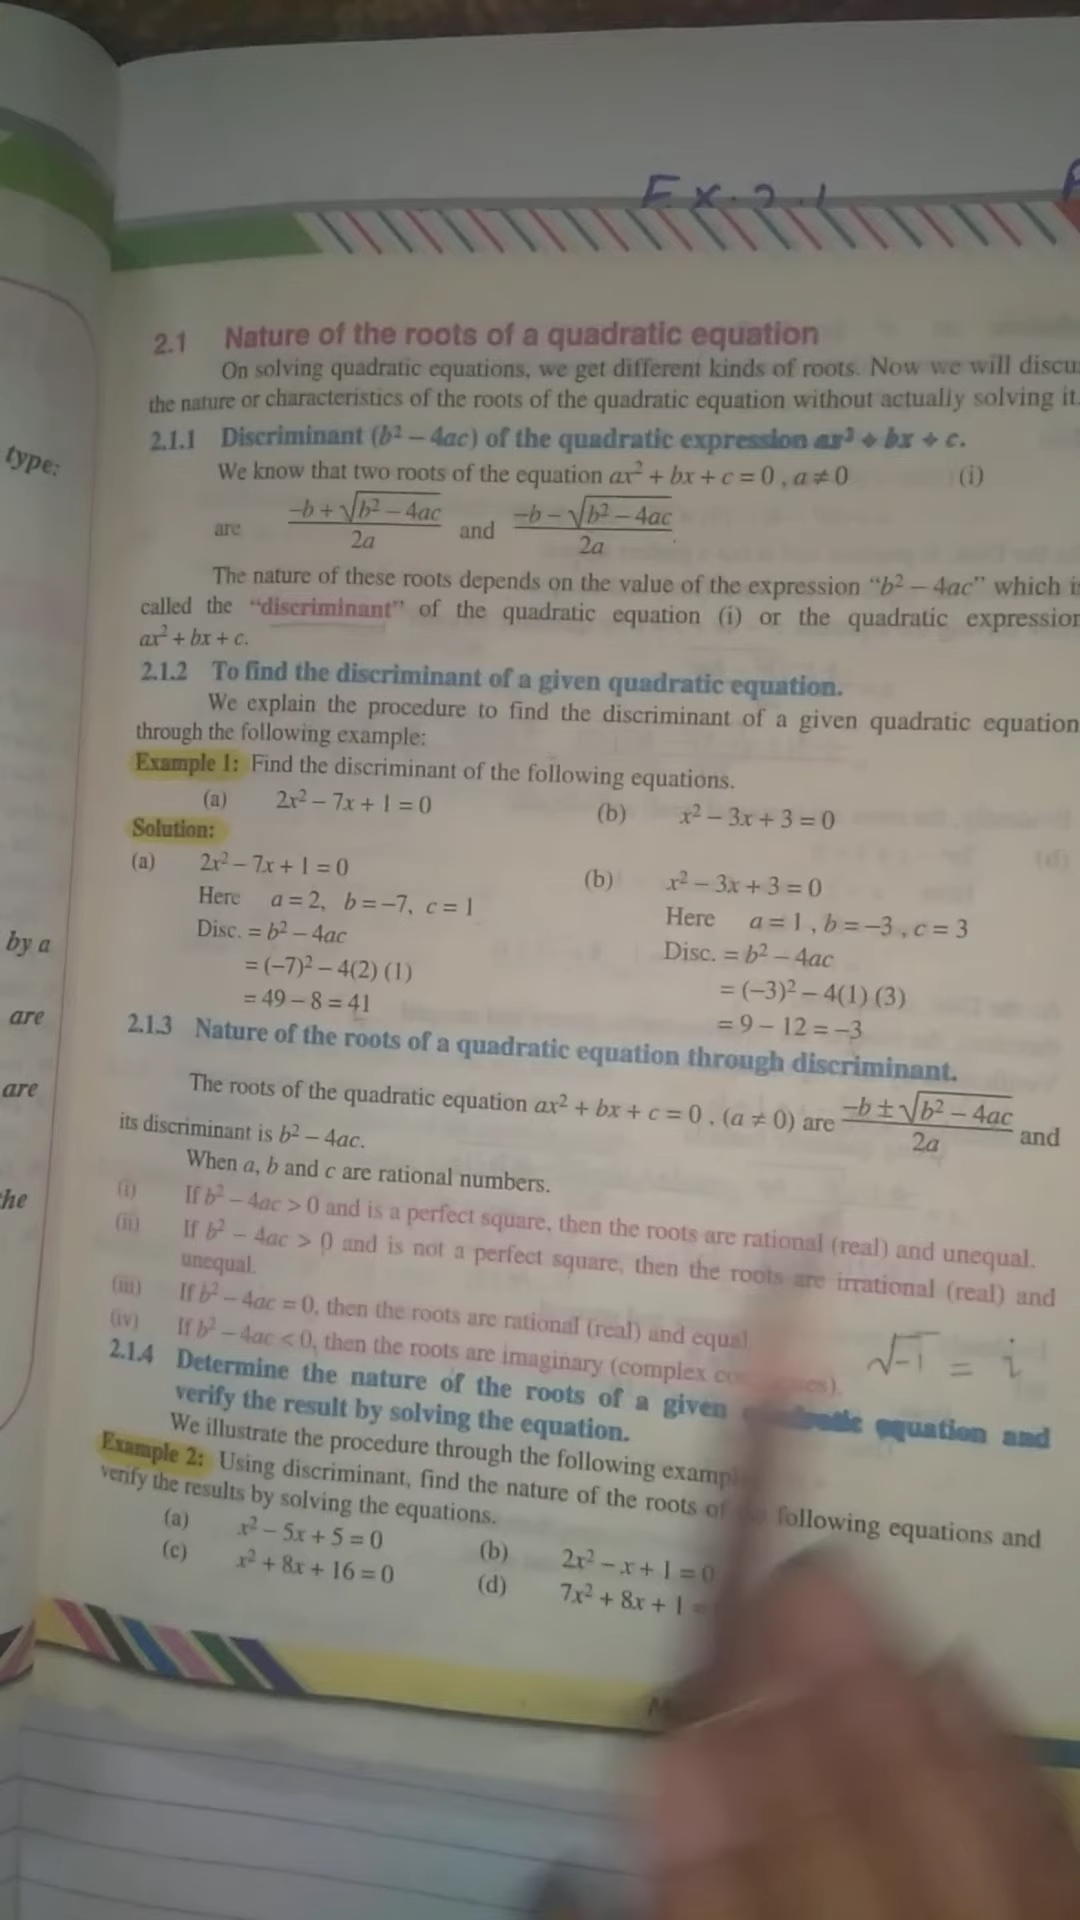 Ex. 2.1
2.1 Nature of the roots of a quadratic equation
On solving quadratic equations, we get different kinds of roots. Now we will discu
the nature or characteristics of the roots of the quadratic equation without actually solving it.
type:
2.1.1 Discriminant (b² – 4ac) of the quadratic expression ax² + bx + c.
We know that two roots of the equation ax² + bx + c = 0 , a ≠ 0 (i)
are (–b + √(b² – 4ac))/2a and (–b – √(b² – 4ac))/2a .
The nature of these roots depends on the value of the expression “b² – 4ac” which i
called the “discriminant” of the quadratic equation (i) or the quadratic expression
ax² + bx + c.
2.1.2 To find the discriminant of a given quadratic equation.
We explain the procedure to find the discriminant of a given quadratic equation
through the following example:
Example 1: Find the discriminant of the following equations.
(a) 2x² – 7x + 1 = 0 (b) x² – 3x + 3 = 0
Solution:
(a) 2x² – 7x + 1 = 0 (b) x² – 3x + 3 = 0
Here a = 2, b = –7, c = 1 Here a = 1 , b = –3 , c = 3
by a
Disc. = b² – 4ac Disc. = b² – 4ac
= (–7)² – 4(2) (1) = (–3)² – 4(1) (3)
= 49 – 8 = 41 = 9 – 12 = –3
are
2.1.3 Nature of the roots of a quadratic equation through discriminant.
are
The roots of the quadratic equation ax² + bx + c = 0 , (a ≠ 0) are (–b ± √(b² – 4ac))/2a and
its discriminant is b² – 4ac.
When a, b and c are rational numbers.
he
(i) If b² – 4ac > 0 and is a perfect square, then the roots are rational (real) and unequal.
(ii) If b² – 4ac > 0 and is not a perfect square, then the roots are irrational (real) and
unequal.
(iii) If b² – 4ac = 0, then the roots are rational (real) and equal
(iv) If b² – 4ac < 0, then the roots are imaginary (complex
√–1 = i
2.1.4 Determine the nature of the roots of a given quadratic equation and
verify the result by solving the equation.
We illustrate the procedure through the following examp
Example 2: Using discriminant, find the nature of the roots of following equations and
verify the results by solving the equations.
(a) x² – 5x + 5 = 0 (b) 2x² – x + 1 = 0
(c) x² + 8x + 16 = 0 (d) 7x² + 8x + 1 =